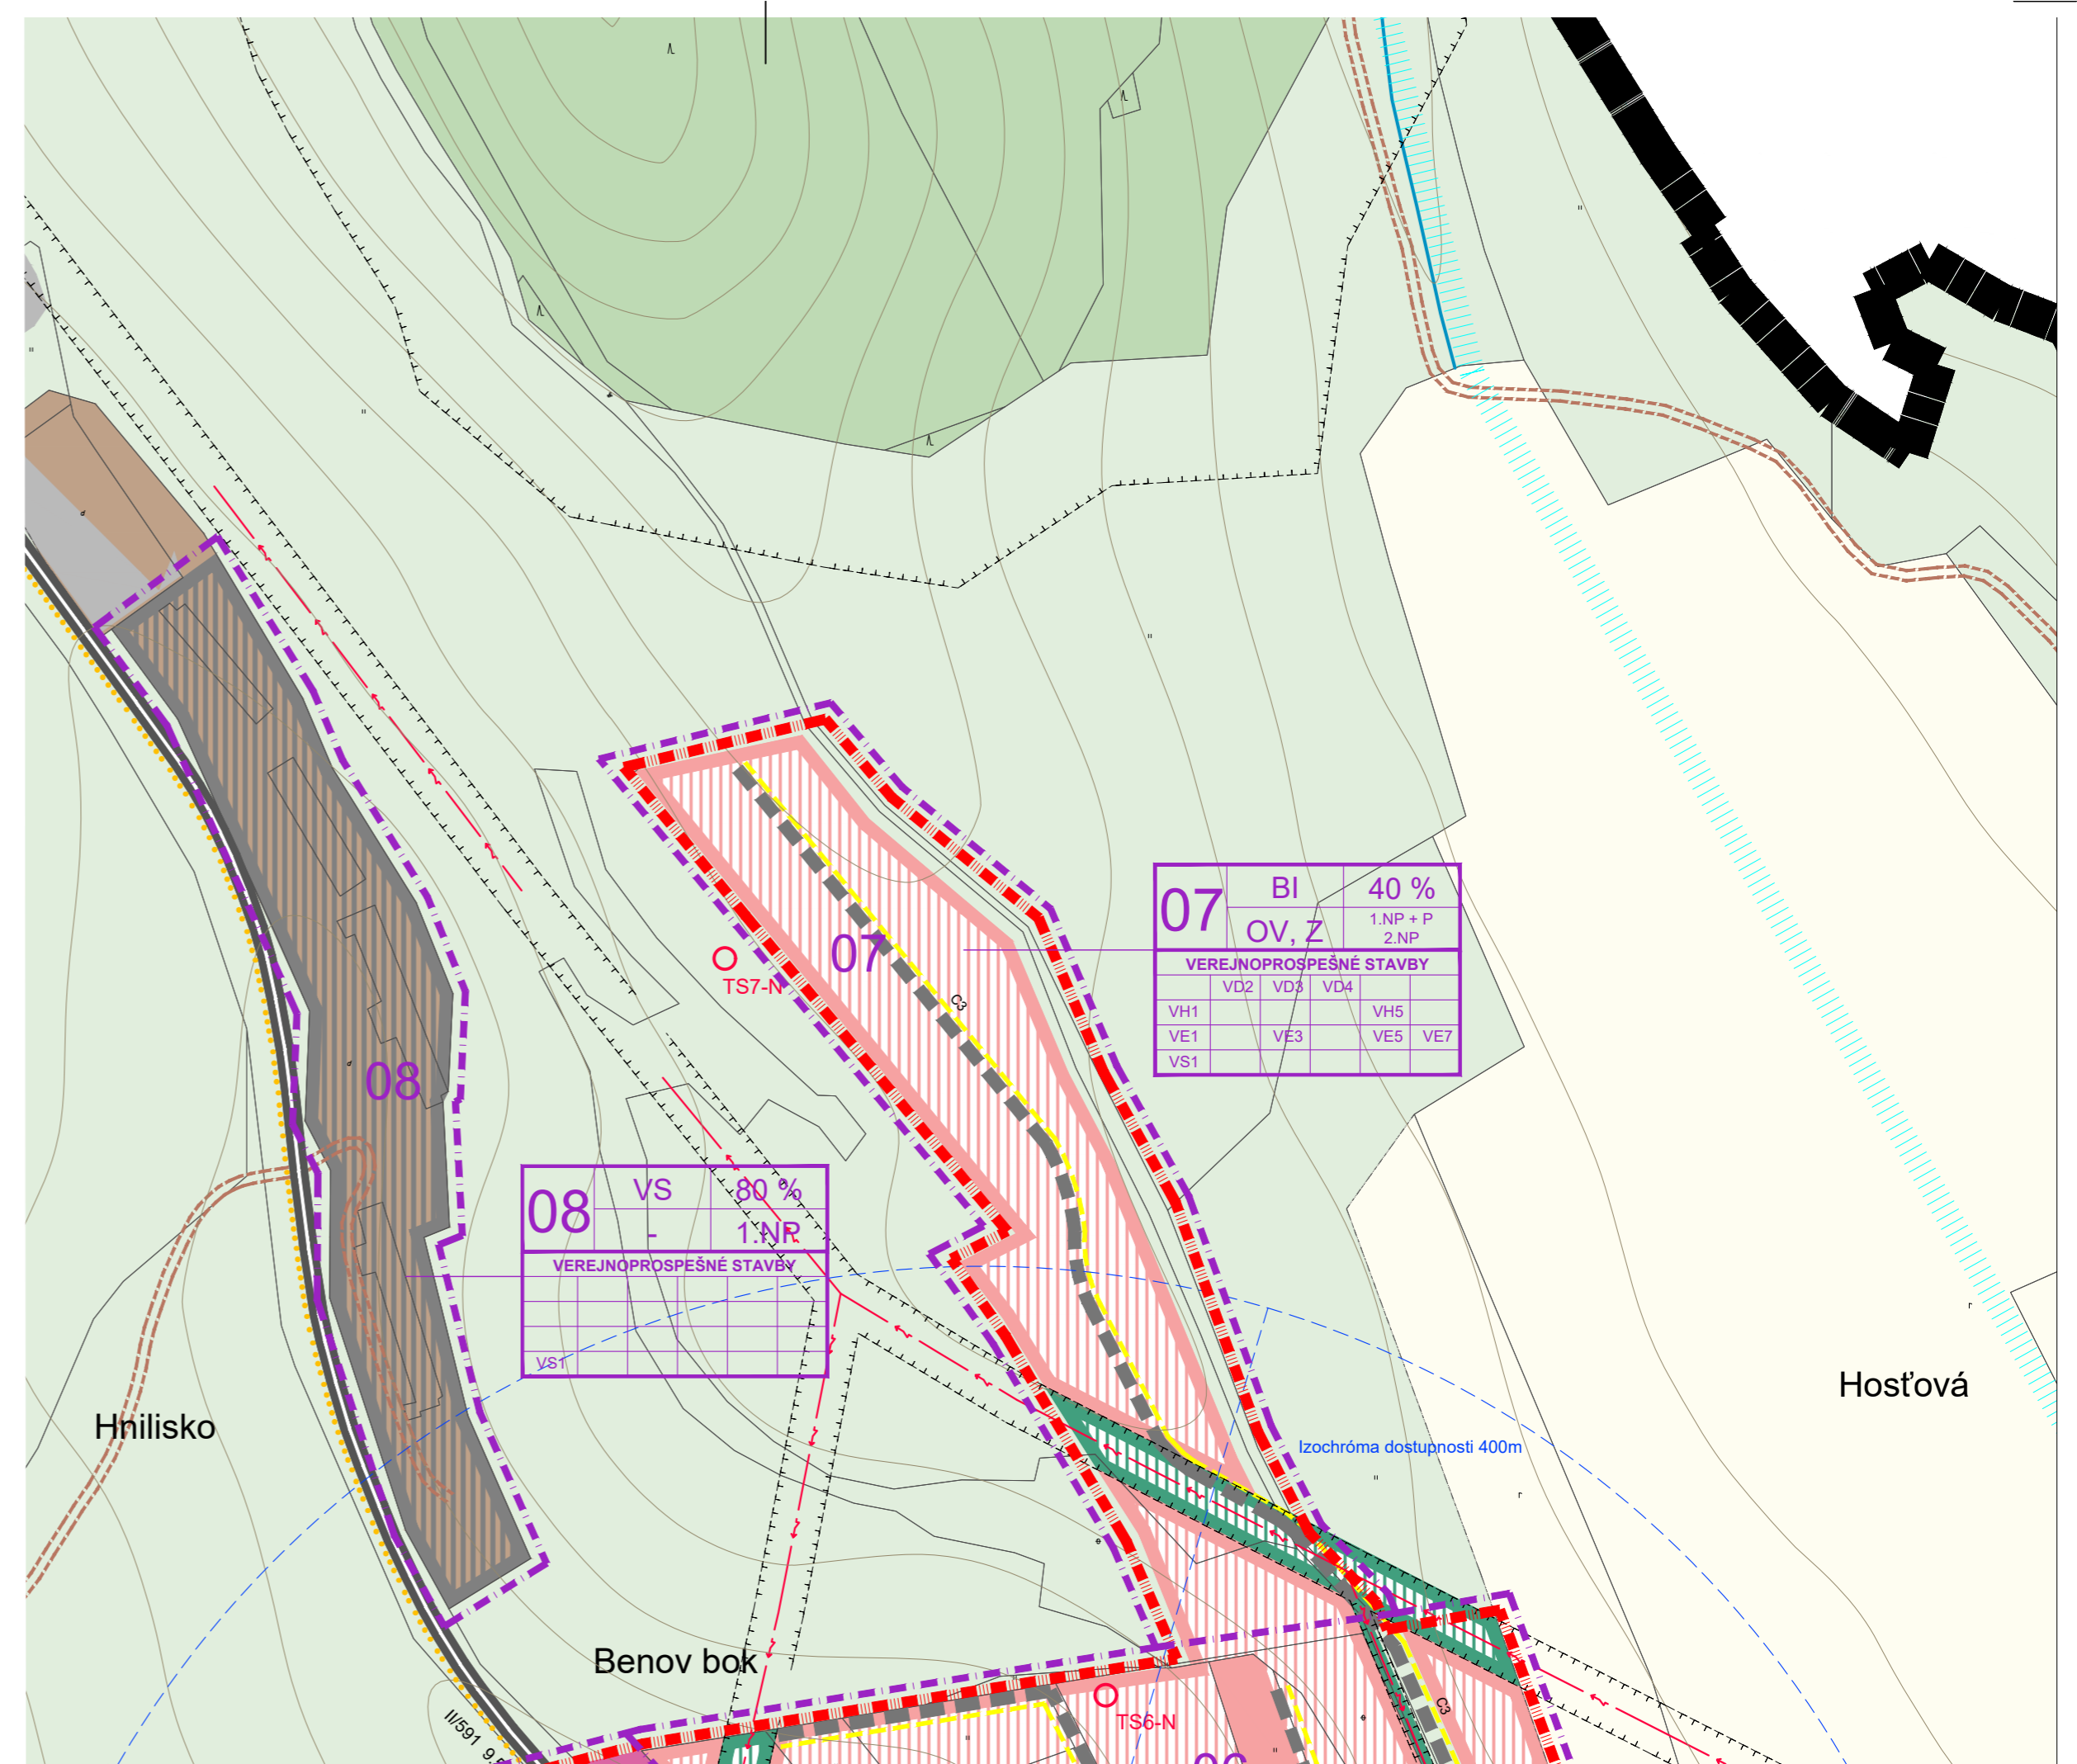 07 BI 40 %
OV, Z 1.NP + P
2.NP
VEREJNOPROSPEŠNÉ STAVBY
VD2 VD3 VD4
VH1 VH5
VE1 VE3 VE5 VE7
VS1
07
TS7-N
C3
08
08 VS 80 %
- 1.NP
VEREJNOPROSPEŠNÉ STAVBY
VS1
Hosťová
Hnilisko
Izochróma dostupnosti 400m
Benov bok
TS6-N
C3
II/591